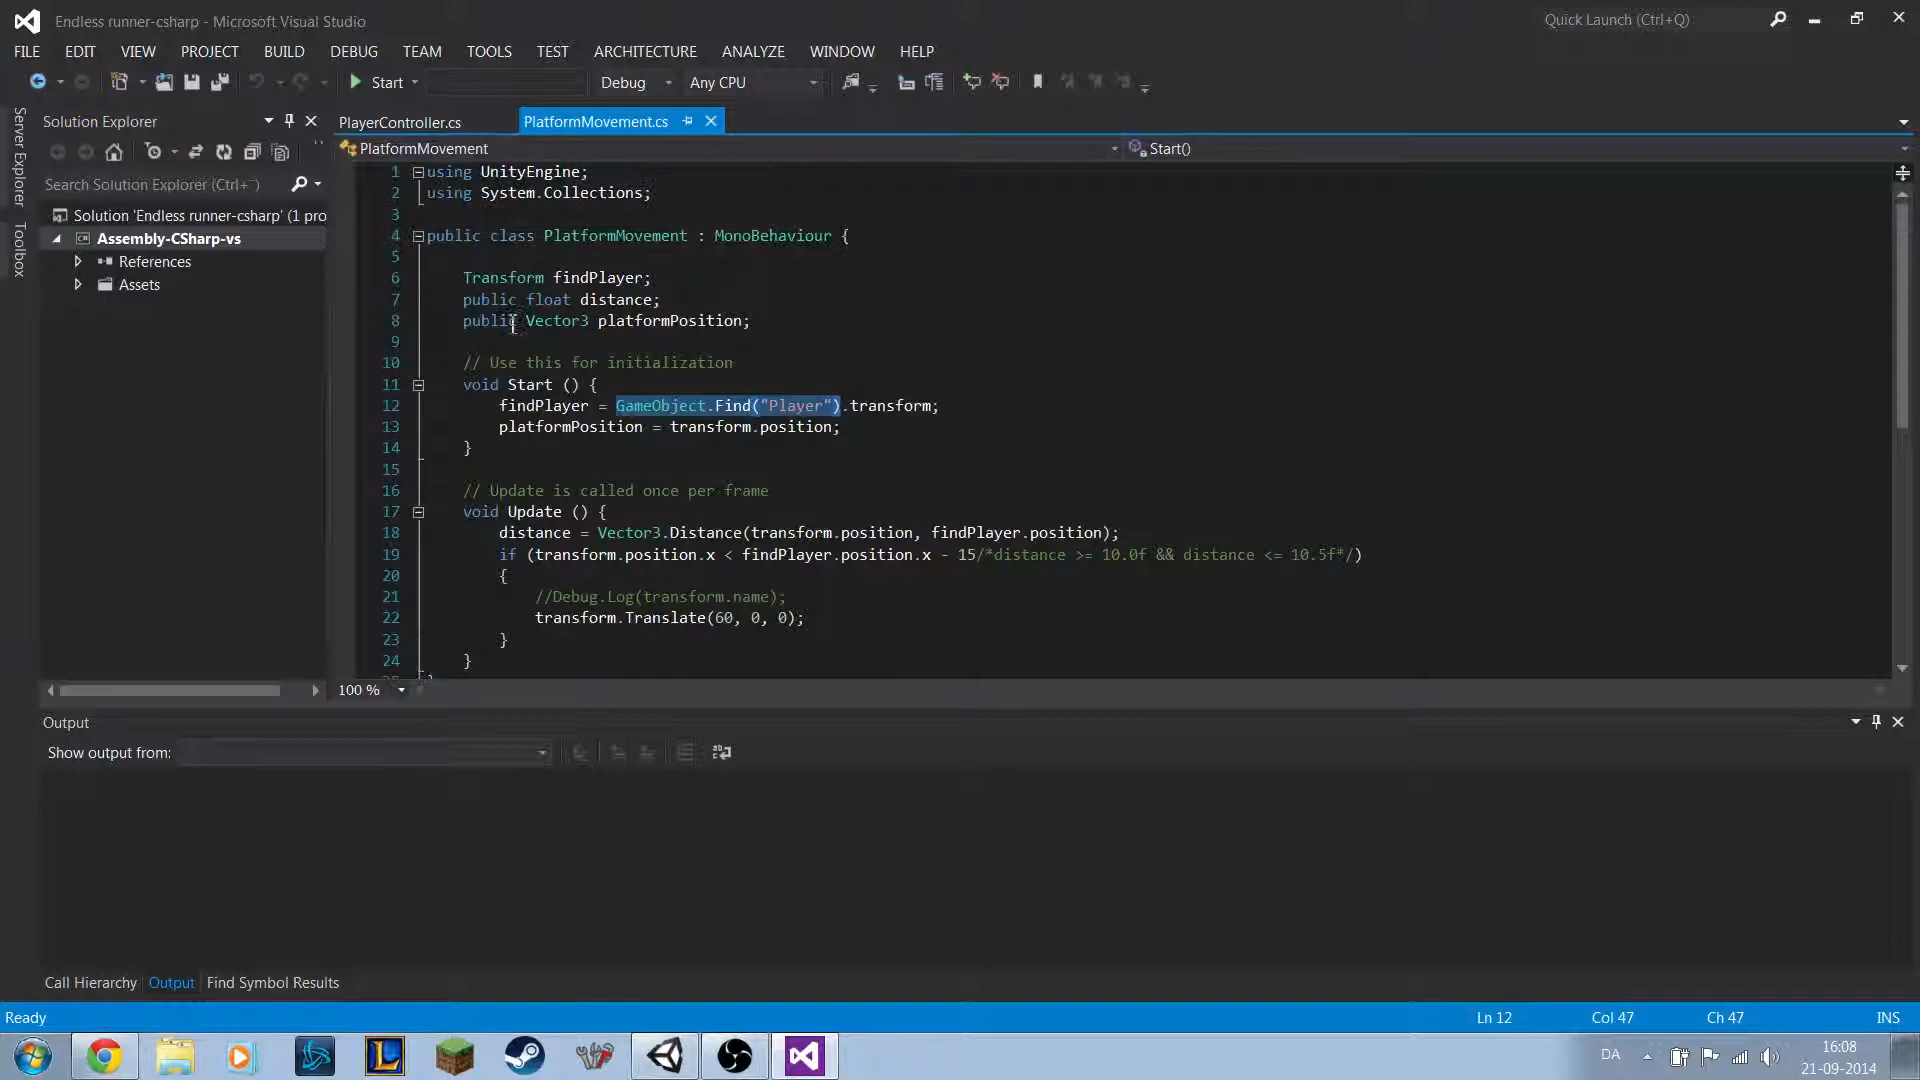 Endless runner-csharp - Microsoft Visual Studio
Quick Launch (Ctrl+Q)
FILE EDIT VIEW PROJECT BUILD DEBUG TEAM TOOLS TEST ARCHITECTURE ANALYZE WINDOW HELP
Start Debug Any CPU
Server Explorer
Toolbox
Solution Explorer
Search Solution Explorer (Ctrl+¨)
Solution 'Endless runner-csharp' (1 pro
Assembly-CSharp-vs
References
Assets
PlayerController.cs PlatformMovement.cs
PlatformMovement Start()
1 using UnityEngine;
2 using System.Collections;
3
4 public class PlatformMovement : MonoBehaviour {
5
6 Transform findPlayer;
7 public float distance;
8 public Vector3 platformPosition;
9
10 // Use this for initialization
11 void Start () {
12 findPlayer = GameObject.Find("Player").transform;
13 platformPosition = transform.position;
14 }
15
16 // Update is called once per frame
17 void Update () {
18 distance = Vector3.Distance(transform.position, findPlayer.position);
19 if (transform.position.x < findPlayer.position.x - 15/*distance >= 10.0f && distance <= 10.5f*/)
20 {
21 //Debug.Log(transform.name);
22 transform.Translate(60, 0, 0);
23 }
24 }
100 %
Output
Show output from:
Call Hierarchy Output Find Symbol Results
Ready Ln 12 Col 47 Ch 47 INS
DA
16:08
21-09-2014